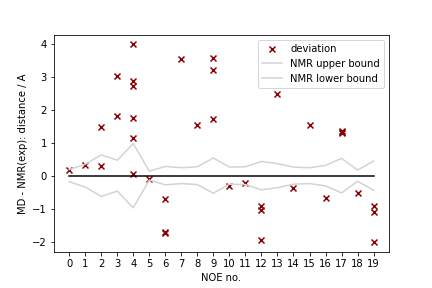 deviation
NMR upper bound
NMR lower bound
4
3
2
1
0
−1
−2
MD - NMR(exp): distance / A
0 1 2 3 4 5 6 7 8 9 10 11 12 13 14 15 16 17 18 19
NOE no.